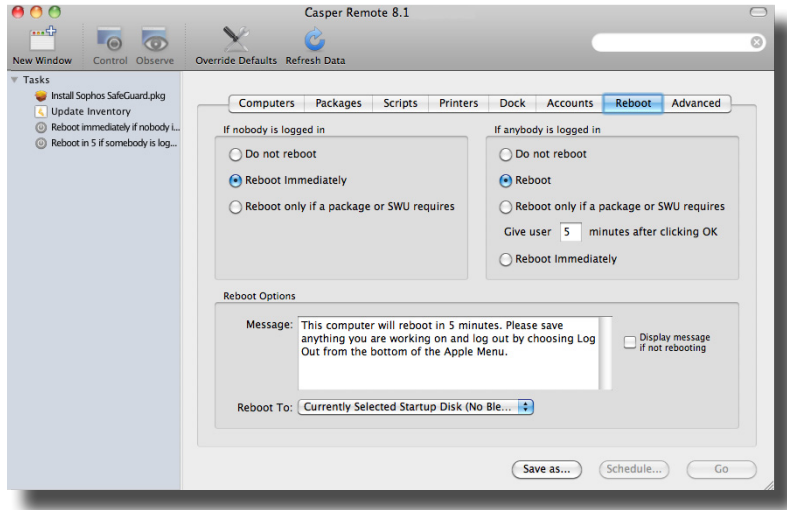 Casper Remote 8.1
New Window
Control
Observe
Override Defaults
Refresh Data
Tasks
Install Sophos SafeGuard.pkg
Update Inventory
Reboot immediately if nobody i...
Reboot in 5 if somebody is log...
Computers
Packages
Scripts
Printers
Dock
Accounts
Reboot
Advanced
If nobody is logged in
Do not reboot
Reboot Immediately
Reboot only if a package or SWU requires
If anybody is logged in
Do not reboot
Reboot
Reboot only if a package or SWU requires
Give user 5 minutes after clicking OK
Reboot Immediately
Reboot Options
Message:
This computer will reboot in 5 minutes. Please save
anything you are working on and log out by choosing Log
Out from the bottom of the Apple Menu.
Display message
if not rebooting
Reboot To: Currently Selected Startup Disk (No Ble...
Save as...
Schedule...
Go